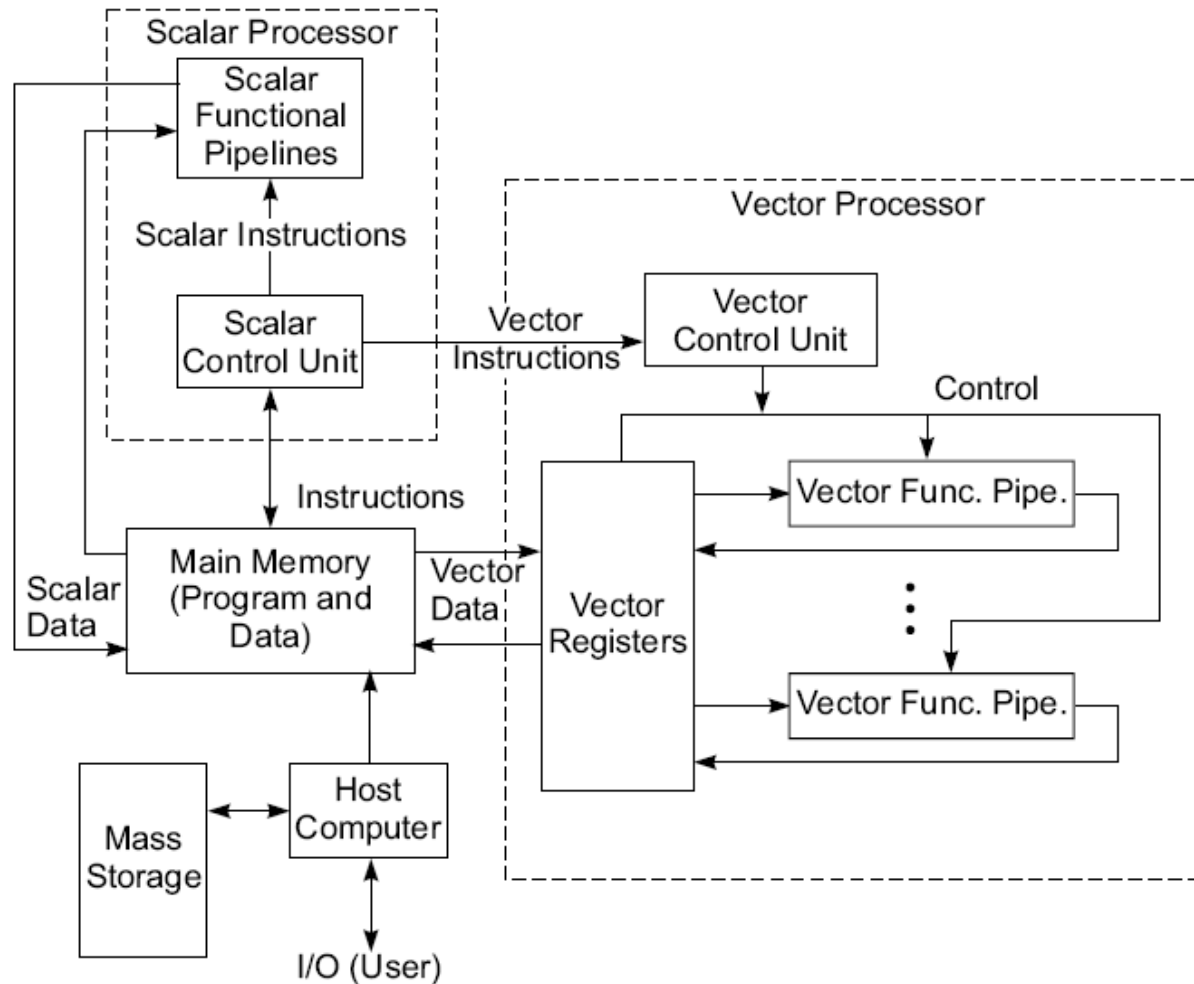 Scalar Processor
Scalar
Functional
Pipelines
Scalar Instructions
Scalar
Control Unit
Vector
Instructions
Vector Processor
Vector
Control Unit
Control
Vector Func. Pipe.
Instructions
Main Memory
(Program and
Data)
Scalar
Data
Vector
Data
Vector
Registers
Vector Func. Pipe.
Mass
Storage
Host
Computer
I/O (User)